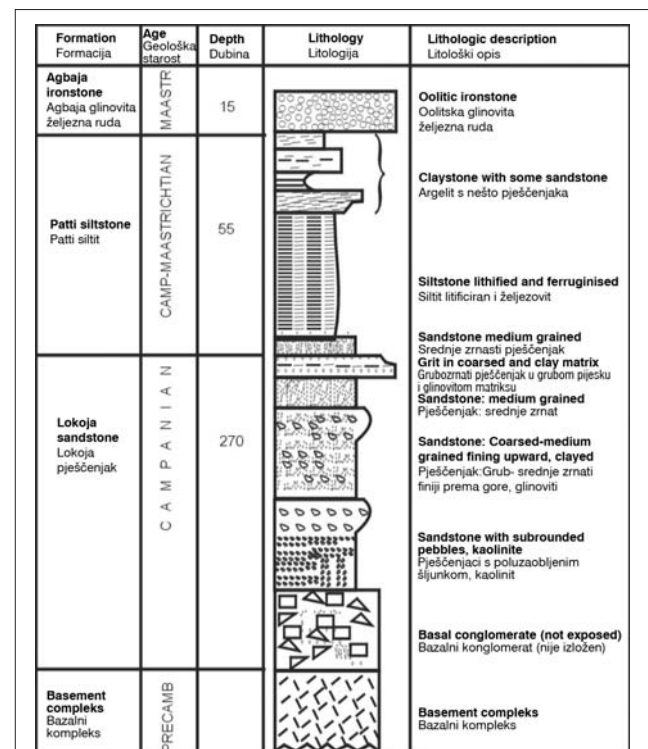 Formation
Formacija
Age
Geološka
starost
Depth
Dubina
Lithology
Litologija
Lithologic description
Litološki opis
Agbaja
ironstone
Agbaja glinovita
željezna ruda
MAASTR
15
Oolitic ironstone
Oolitska glinovita
željezna ruda
Claystone with some sandstone
Argelit s nešto pješčenjaka
Patti siltstone
Patti siltit
CAMP-MAASTRICHTIAN
55
Siltstone lithified and ferruginised
Siltit litificiran i željezovit
Sandstone medium grained
Srednje zrnasti pješčenjak
Grit in coarsed and clay matrix
Grubozrnati pješčenjak u grubom pijesku
i glinovitom matriksu
Sandstone: medium grained
Pješčenjak: srednje zrnat
Lokoja
sandstone
Lokoja
pješčenjak
CAMPANIAN
270
Sandstone: Coarsed-medium
grained fining upward, clayed
Pješčenjak:Grub- srednje zrnati
finiji prema gore, glinoviti
Sandstone with subrounded
pebbles, kaolinite
Pješčenjaci s poluzaobljenim
šljunkom, kaolinit
Basal conglomerate (not exposed)
Bazalni konglomerat (nije izložen)
Basement
compleks
Bazalni
kompleks
PRECAMB
Basement compleks
Bazalni kompleks